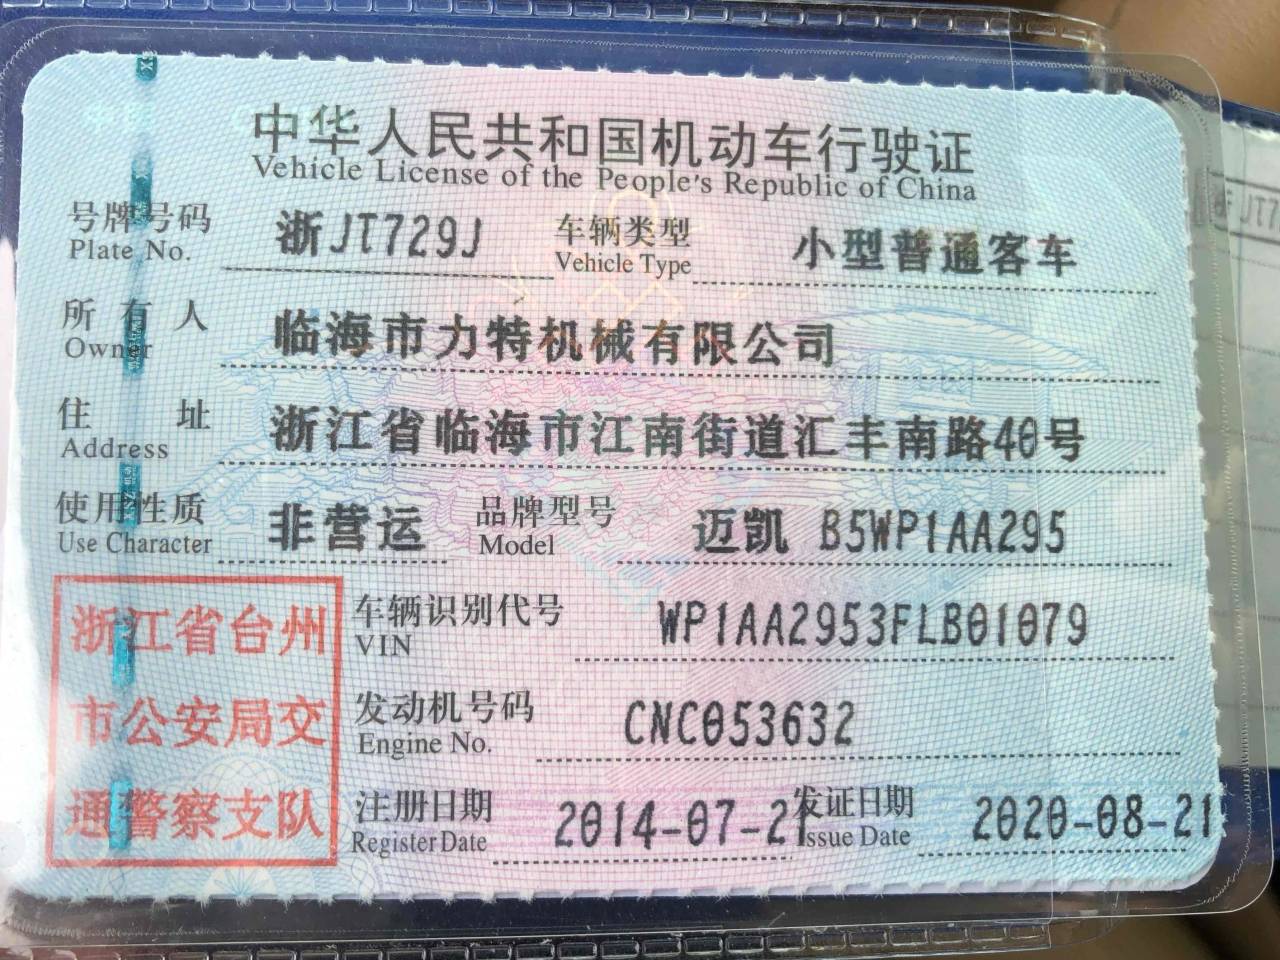 中华人民共和国机动车行驶证
Vehicle License of the People's Republic of China
号牌号码 浙JT729J 车辆类型 小型普通客车
Plate No. Vehicle Type
所有人 临海市力特机械有限公司
Owner
住址 浙江省临海市江南街道汇丰南路40号
Address
使用性质 非营运 品牌型号 迈凯 B5WP1AA295
Use Character Model
浙江省台州
市公安局交
通警察支队
车辆识别代号 WP1AA2953FLB01079
VIN
发动机号码 CNC053632
Engine No.
注册日期 2014-07-21 发证日期 2020-08-21
Register Date Issue Date